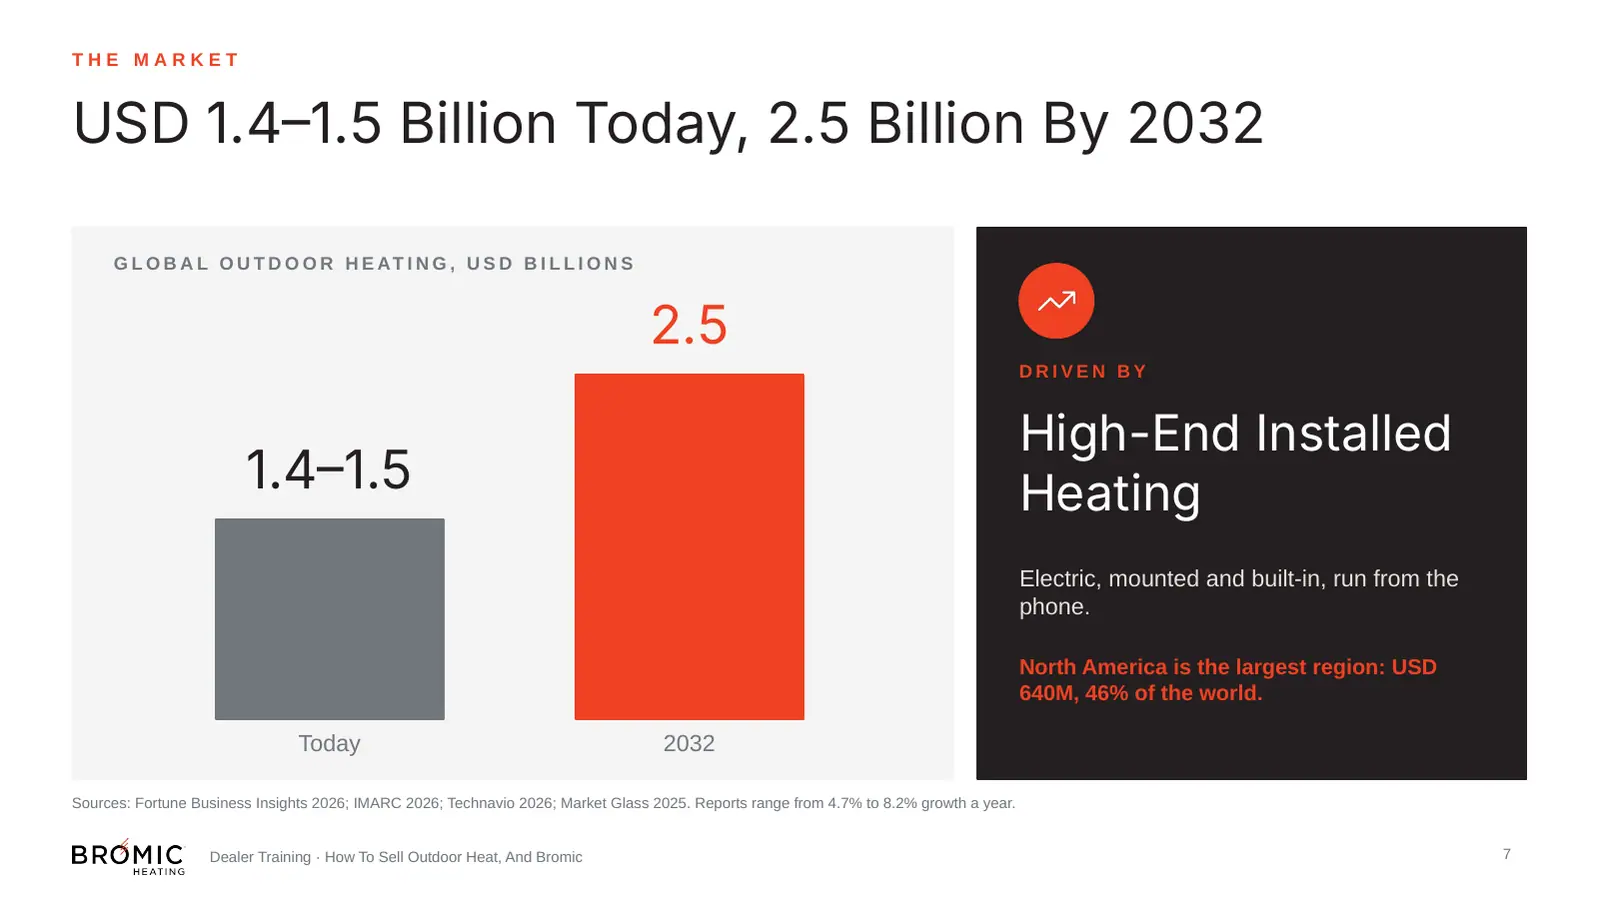 THE MARKET
USD 1.4–1.5 Billion Today, 2.5 Billion By 2032
GLOBAL OUTDOOR HEATING, USD BILLIONS
2.5
1.4–1.5
Today
2032
DRIVEN BY
High-End Installed
Heating
Electric, mounted and built-in, run from the
phone.
North America is the largest region: USD
640M, 46% of the world.
Sources: Fortune Business Insights 2026; IMARC 2026; Technavio 2026; Market Glass 2025. Reports range from 4.7% to 8.2% growth a year.
BROMIC
HEATING
Dealer Training · How To Sell Outdoor Heat, And Bromic
7